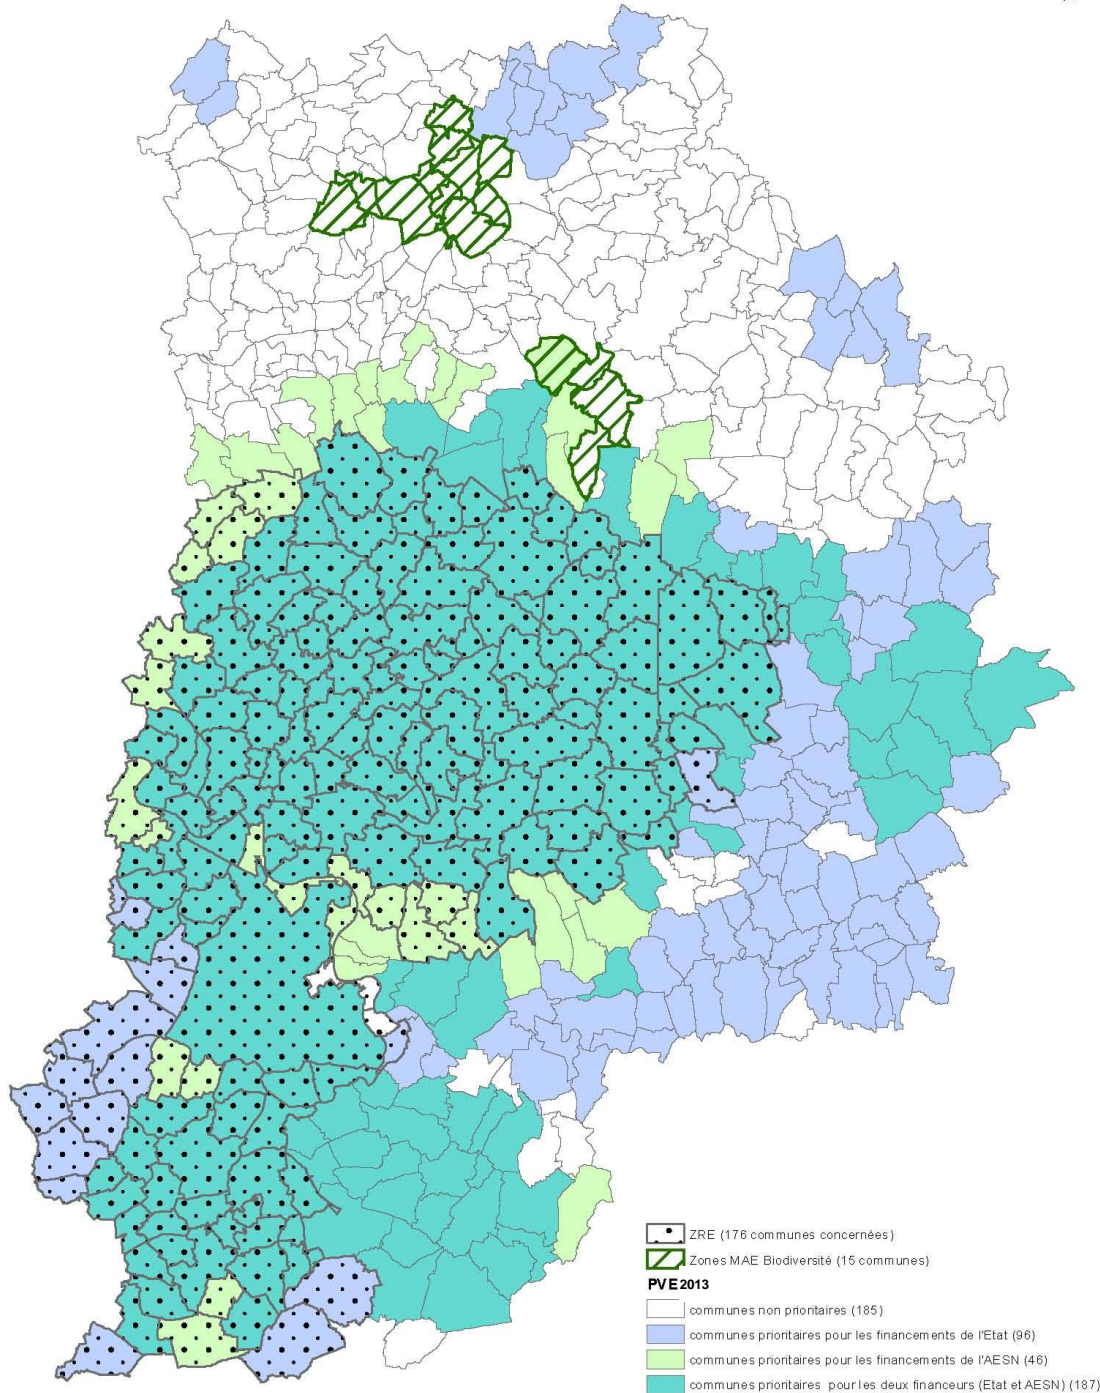 ZRE (176 communes concernées)
Zones MAE Biodiversité (15 communes)
PVE2013
communes non prioritaires (185)
communes prioritaires pour les financements de l'Etat (96)
communes prioritaires pour les financements de l'AESN (46)
communes prioritaires pour les deux financeurs (Etat et AESN) (187)